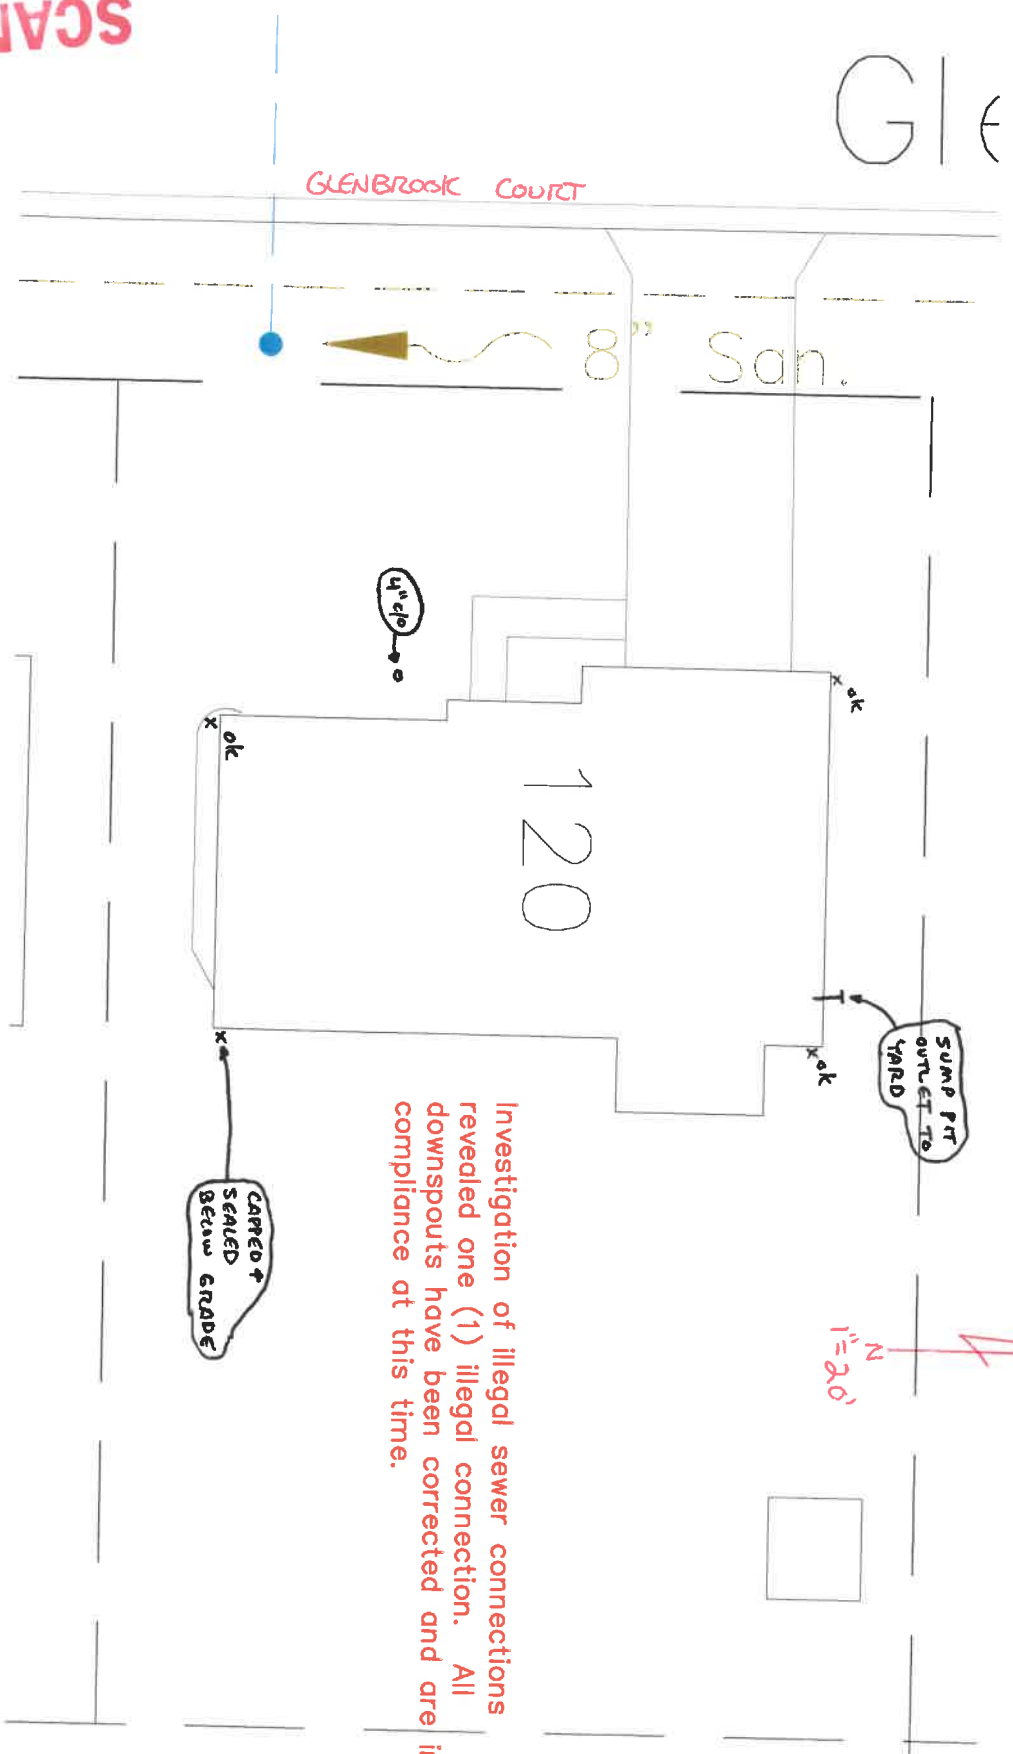 GLENBROOK COURT
8" San.
4" c/o
ok
ok
120
ok
SUMP PIT
OUTLET TO
YARD
CAPPED +
SEALED
BELOW GRADE
N
1"=20'
Investigation of illegal sewer connections
revealed one (1) illegal connection. All
downspouts have been corrected and are
compliance at this time.